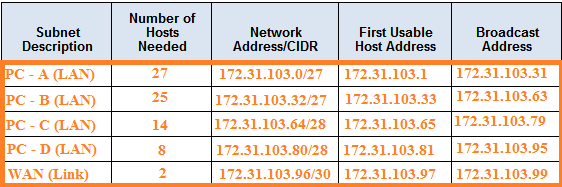 Subnet Description Number of Hosts Needed Network Address/CIDR First Usable Host Address Broadcast Address
PC - A (LAN) 27 172.31.103.0/27 172.31.103.1 172.31.103.31
PC - B (LAN) 25 172.31.103.32/27 172.31.103.33 172.31.103.63
PC - C (LAN) 14 172.31.103.64/28 172.31.103.65 172.31.103.79
PC - D (LAN) 8 172.31.103.80/28 172.31.103.81 172.31.103.95
WAN (Link) 2 172.31.103.96/30 172.31.103.97 172.31.103.99